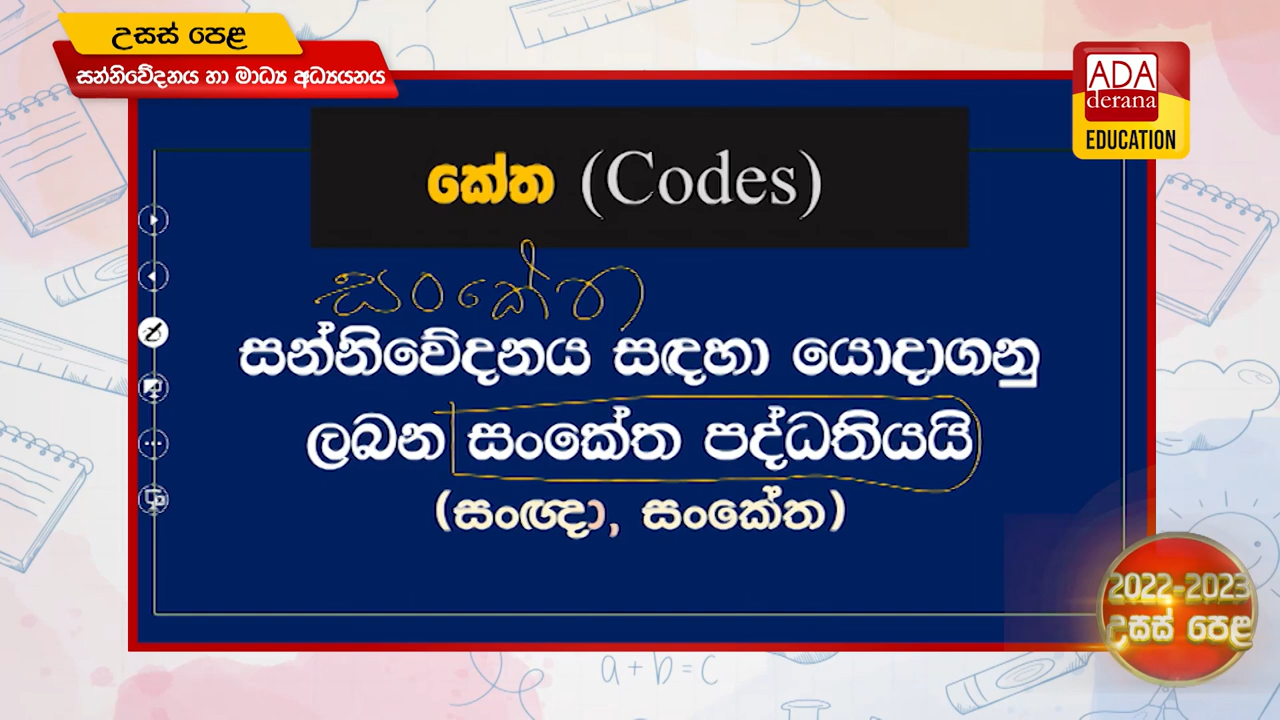 උසස් පෙළ
සන්නිවේදනය හා මාධ්‍ය අධ්‍යයනය
ADA
derana
EDUCATION
කේත (Codes)
සංකේත
සන්නිවේදනය සඳහා යොදාගනු
ලබන සංකේත පද්ධතියයි
(සංඥා, සංකේත)
2022-2023
උසස් පෙළ
a+b=c